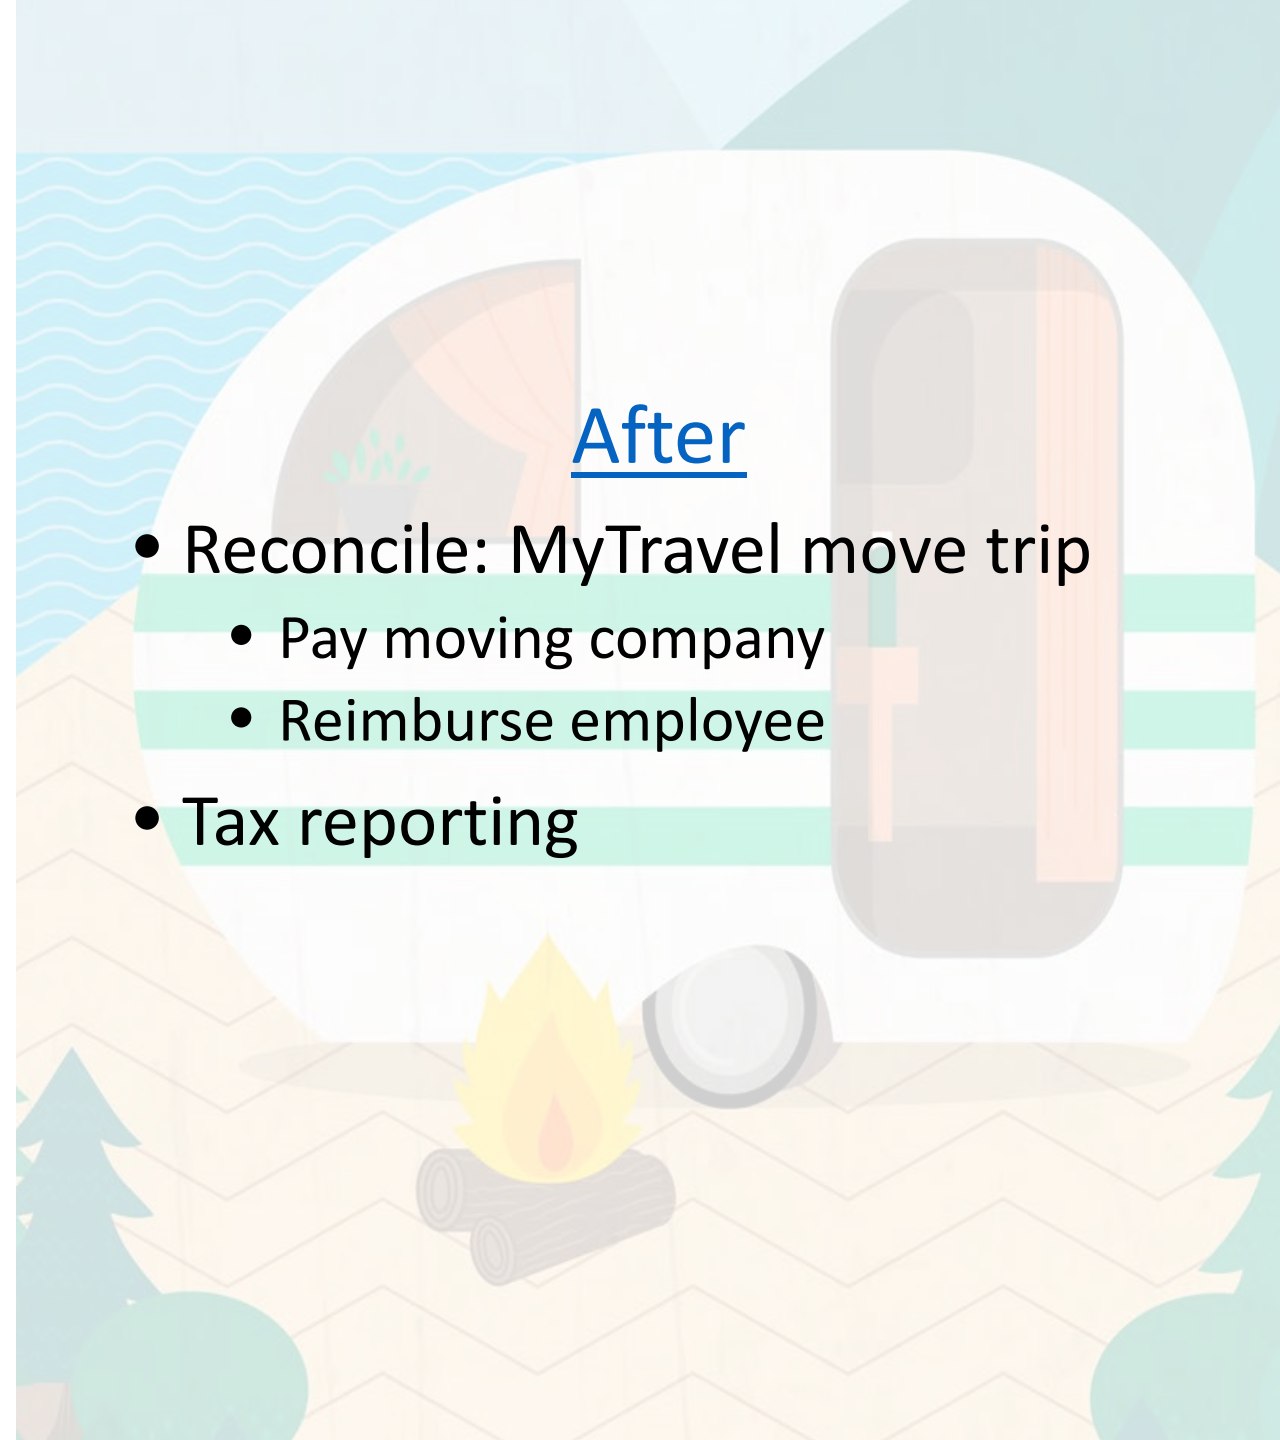 After
• Reconcile: MyTravel move trip
• Pay moving company
• Reimburse employee
• Tax reporting